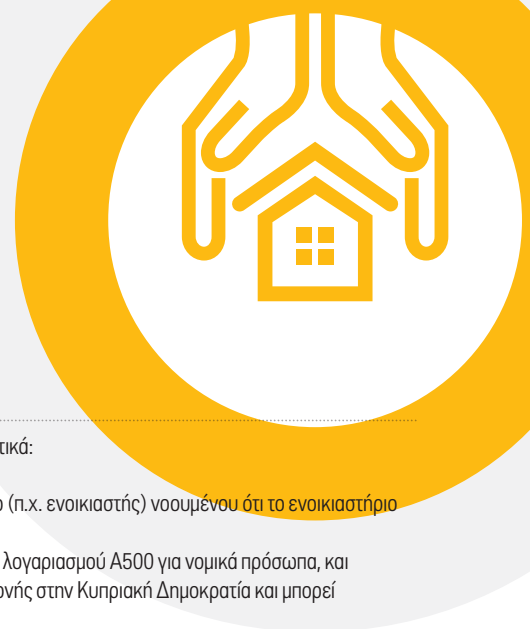 τικά:
ο (π.χ. ενοικιαστής) νοουμένου ότι το ενοικιαστήριο
λογαριασμού Α500 για νομικά πρόσωπα, και
ονής στην Κυπριακή Δημοκρατία και μπορεί